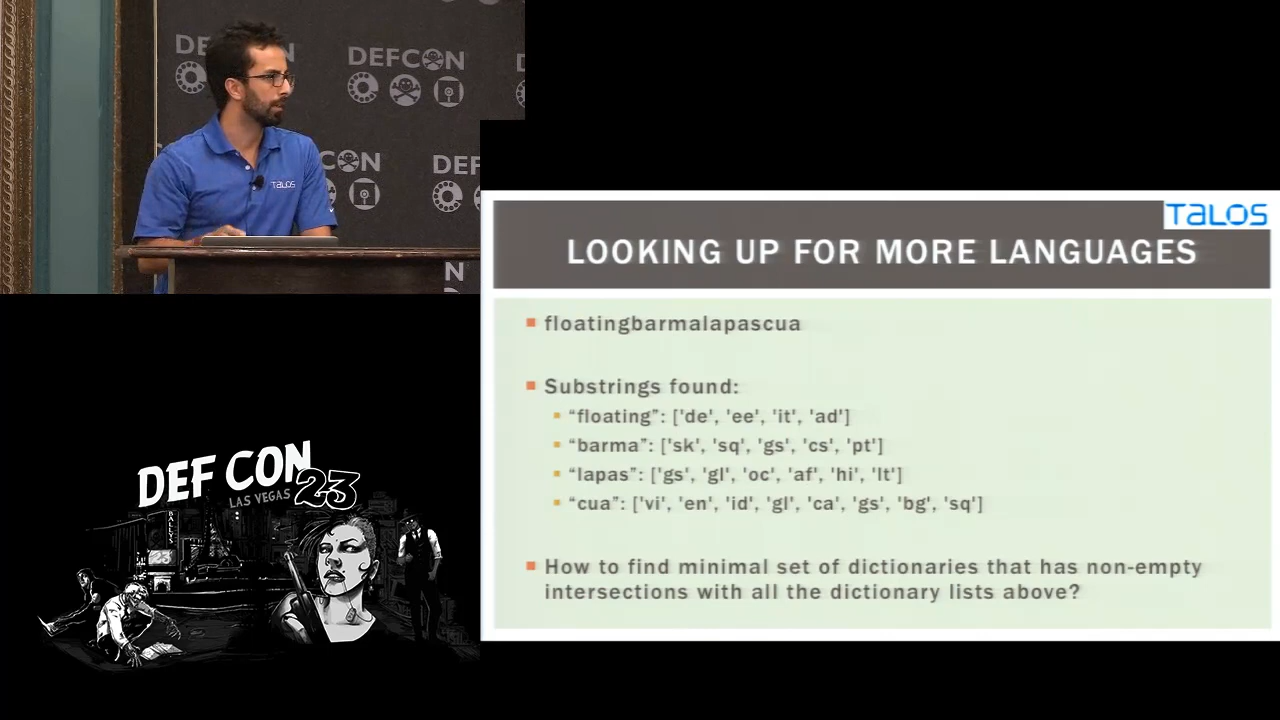 DEFCON
DEFCON
DEF
TALOS
N
TALOS
LOOKING UP FOR MORE LANGUAGES
floatingbarmalapascua
Substrings found:
“floating”: ['de', 'ee', 'it', 'ad']
“barma”: ['sk', 'sq', 'gs', 'cs', 'pt']
“lapas”: ['gs', 'gl', 'oc', 'af', 'hi', 'lt']
“cua”: ['vi', 'en', 'id', 'gl', 'ca', 'gs', 'bg', 'sq']
How to find minimal set of dictionaries that has non-empty
intersections with all the dictionary lists above?
DEF CON
LAS VEGAS 23
BALLYS